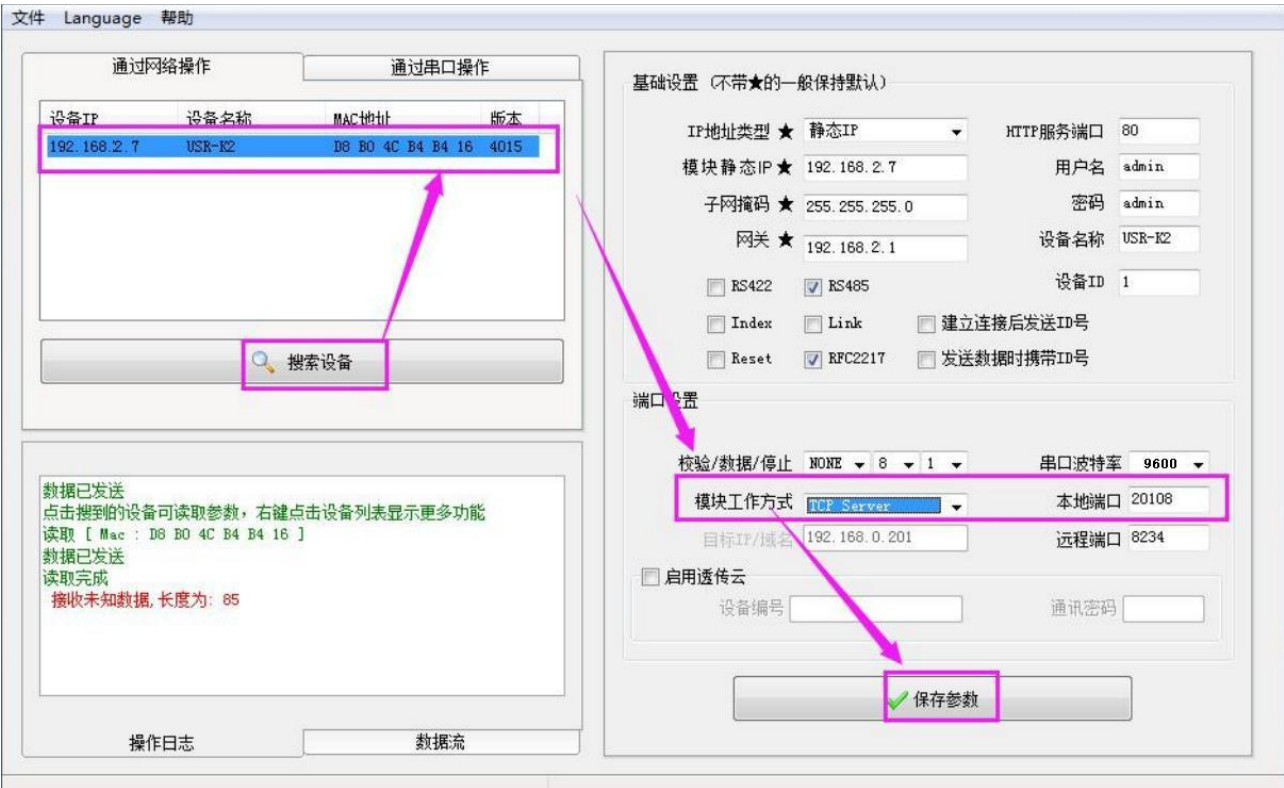 文件 Language 帮助
通过网络操作 通过串口操作
设备IP 设备名称 MAC地址 版本
192.168.2.7 USR-K2 D8 B0 4C B4 B4 16 4015
搜索设备
数据已发送
点击搜到的设备可读取参数，右键点击设备列表显示更多功能
读取 [ Mac : D8 B0 4C B4 B4 16 ]
数据已发送
读取完成
接收未知数据,长度为: 85
操作日志 数据流
基础设置 (不带★的一般保持默认)
IP地址类型 ★ 静态IP HTTP服务端口 80
模块静态IP ★ 192.168.2.7 用户名 admin
子网掩码 ★ 255.255.255.0 密码 admin
网关 ★ 192.168.2.1 设备名称 USR-K2
RS422 RS485 设备ID 1
Index Link 建立连接后发送ID号
Reset RFC2217 发送数据时携带ID号
端口设置
校验/数据/停止 NONE 8 1 串口波特率 9600
模块工作方式 TCP Server 本地端口 20108
目标IP/域名 192.168.0.201 远程端口 8234
启用透传云
设备编号 通讯密码
保存参数